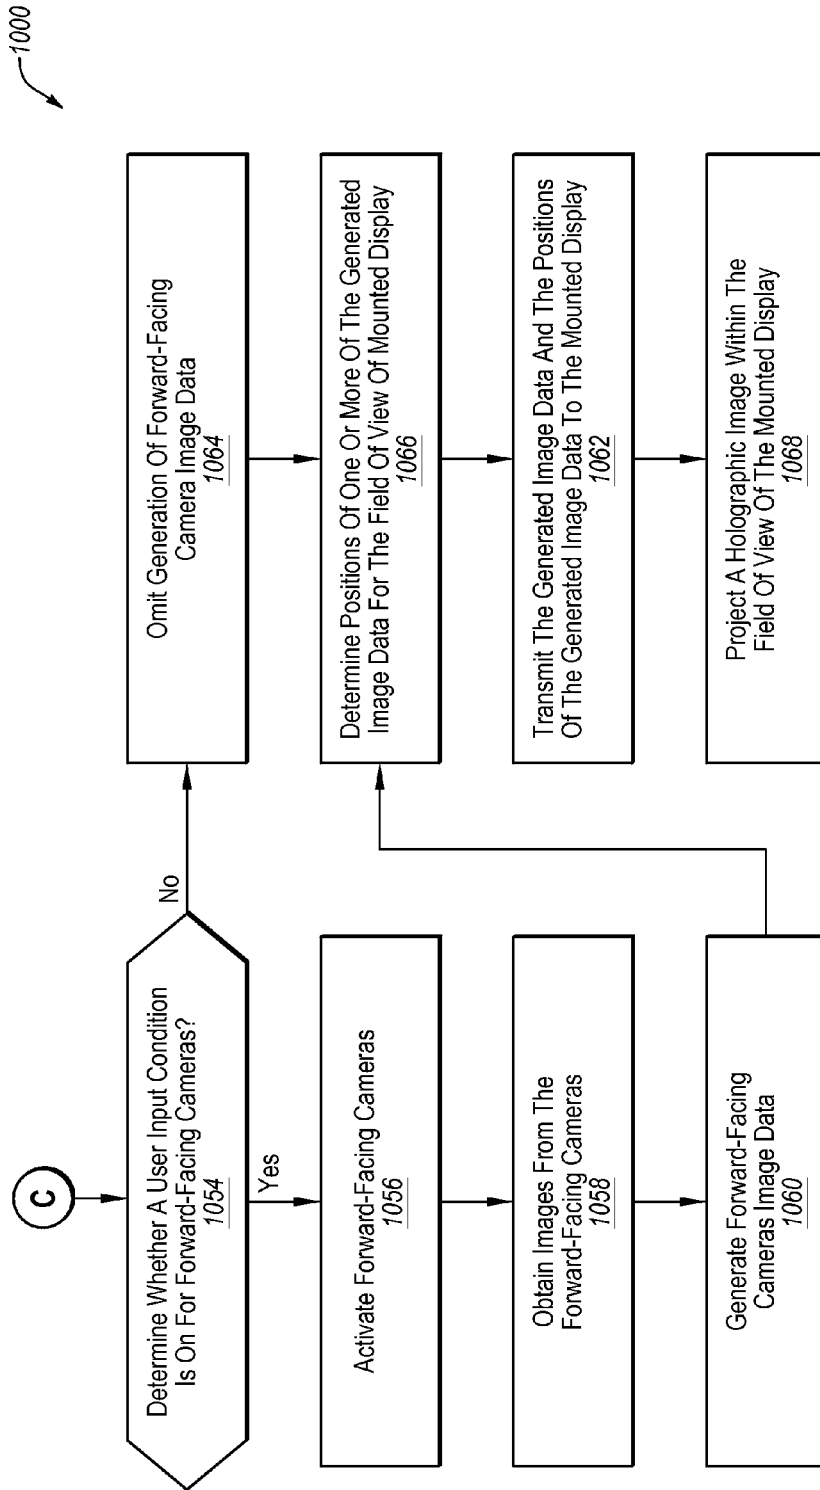 1000
C
Determine Whether A User Input Condition
Is On For Forward-Facing Cameras?
1054
No
Yes
Activate Forward-Facing Cameras
1056
Obtain Images From The
Forward-Facing Cameras
1058
Generate Forward-Facing
Cameras Image Data
1060
Omit Generation Of Forward-Facing
Camera Image Data
1064
Determine Positions Of One Or More Of The Generated
Image Data For The Field Of View Of Mounted Display
1066
Transmit The Generated Image Data And The Positions
Of The Generated Image Data To The Mounted Display
1062
Project A Holographic Image Within The
Field Of View Of The Mounted Display
1068